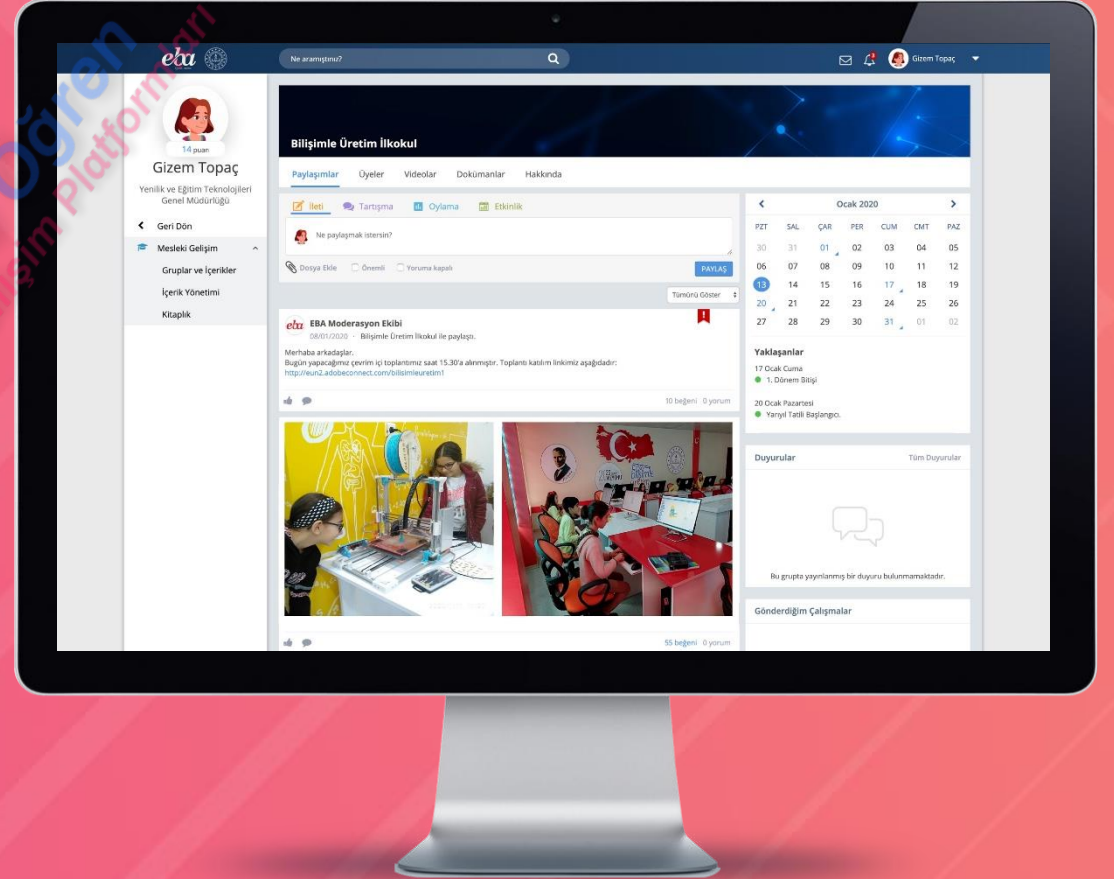 Öğren
Bilişim Platformları
eba
Ne aramıştınız?
Gizem Topaç
14 puan
Gizem Topaç
Yenilik ve Eğitim Teknolojileri
Genel Müdürlüğü
Geri Dön
Mesleki Gelişim
Gruplar ve İçerikler
İçerik Yönetimi
Kitaplık
Bilişimle Üretim İlkokul
Paylaşımlar Üyeler Videolar Dokümanlar Hakkında
İleti Tartışma Oylama Etkinlik
Ne paylaşmak istersin?
Dosya Ekle Önemli Yoruma kapalı PAYLAŞ
Tümünü Göster
eba EBA Moderasyon Ekibi
08/01/2020 - Bilişimle Üretim İlkokul ile paylaştı.
Merhaba arkadaşlar.
Bugün yapacağımız çevrim içi toplantımız saat 15.30'a alınmıştır. Toplantı katılım linkimiz aşağıdadır:
http://eun2.adobeconnect.com/bilisimleuretim1
10 beğeni 0 yorum
55 beğeni 0 yorum
Ocak 2020
PZT SAL ÇAR PER CUM CMT PAZ
30 31 01 02 03 04 05
06 07 08 09 10 11 12
13 14 15 16 17 18 19
20 21 22 23 24 25 26
27 28 29 30 31 01 02
Yaklaşanlar
17 Ocak Cuma
1. Dönem Bitişi
20 Ocak Pazartesi
Yarıyıl Tatili Başlangıcı.
Duyurular Tüm Duyurular
Bu grupta yayınlanmış bir duyuru bulunmamaktadır.
Gönderdiğim Çalışmalar